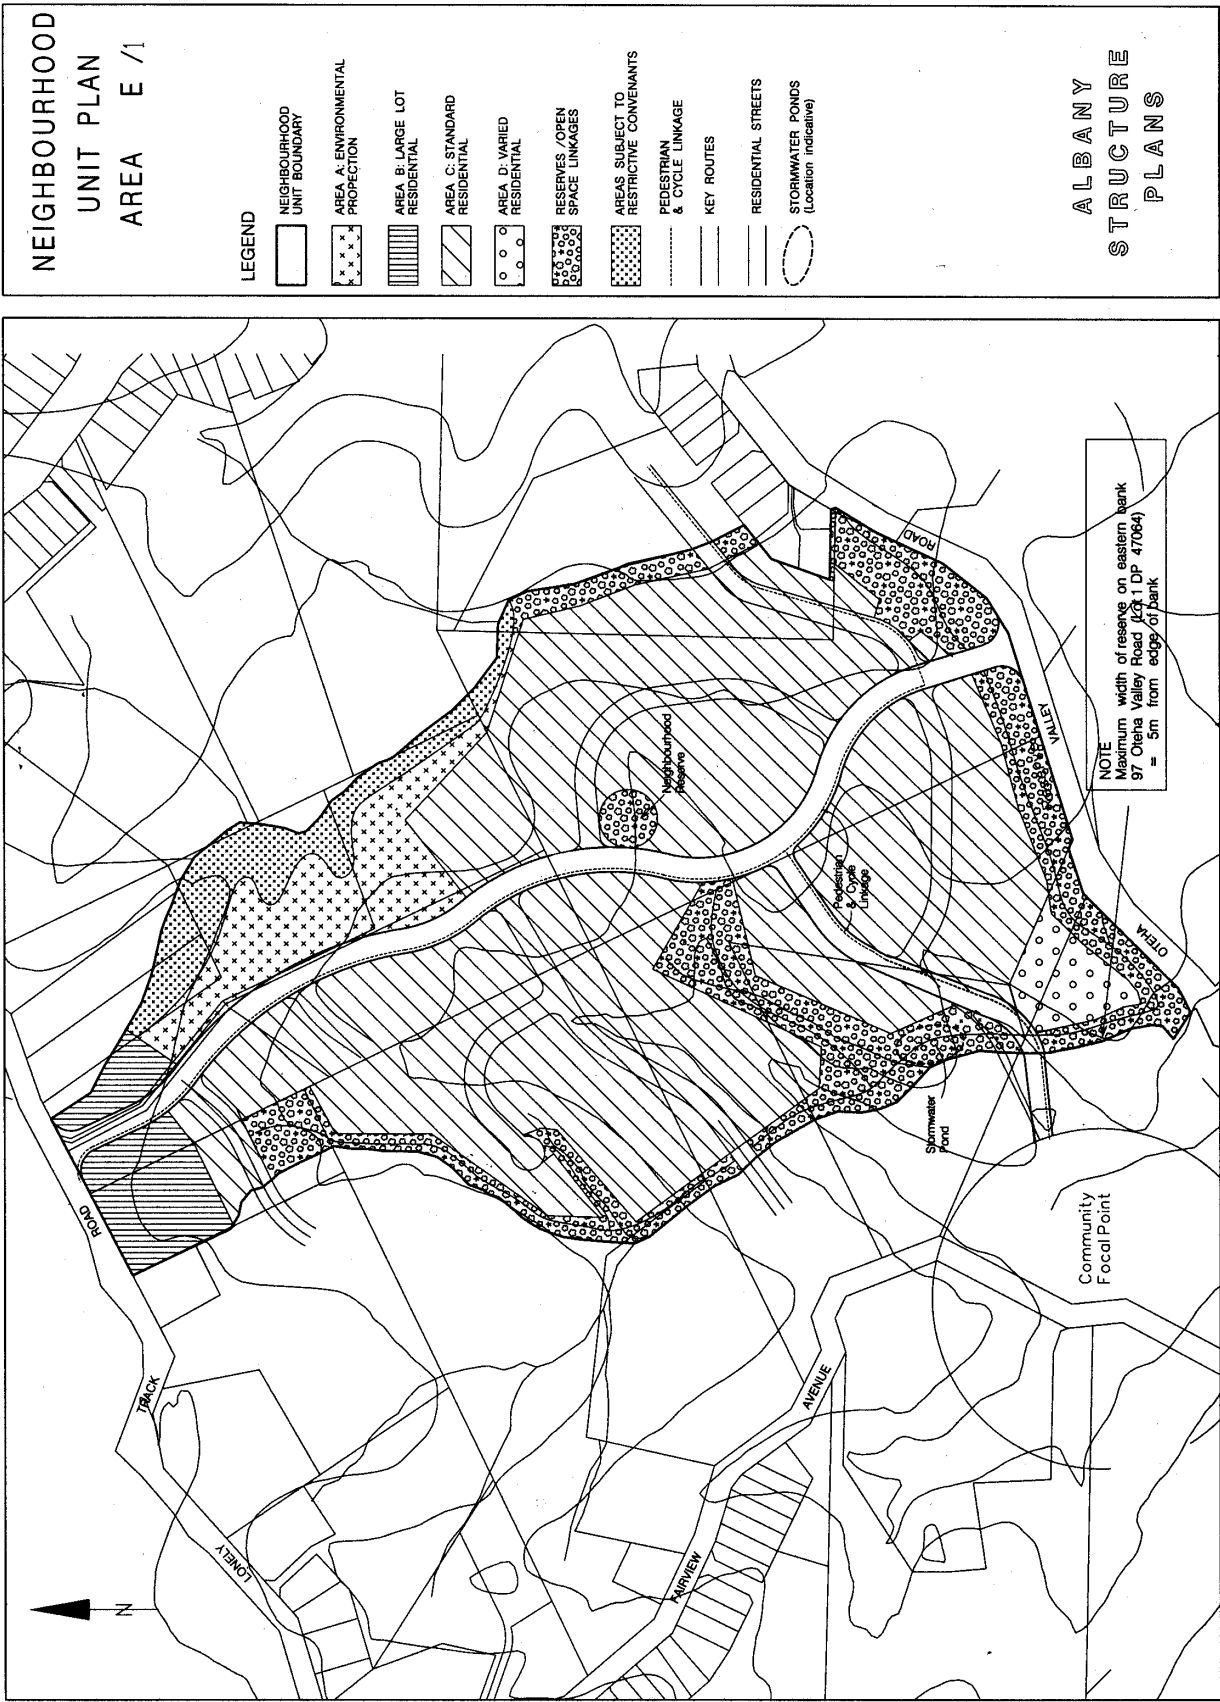 NEIGHBOURHOOD
UNIT PLAN
AREA E /1
LEGEND
NEIGHBOURHOOD
UNIT BOUNDARY
AREA A: ENVIRONMENTAL
PROPECTION
AREA B: LARGE LOT
RESIDENTIAL
AREA C: STANDARD
RESIDENTIAL
AREA D: VARIED
RESIDENTIAL
RESERVES /OPEN
SPACE LINKAGES
AREAS SUBJECT TO
RESTRICTIVE CONVENANTS
PEDESTRIAN
& CYCLE LINKAGE
KEY ROUTES
RESIDENTIAL STREETS
STORMWATER PONDS
(Location indicative)
ALBANY
STRUCTURE
PLANS
N
LONELY
TRACK
ROAD
FAIRVIEW
AVENUE
Neighbourhood
Reserve
Pedestrian
& Cycle
Linkage
Stormwater
Pond
Community
Focal Point
OTEHA
VALLEY
ROAD
NOTE
Maximum width of reserve on eastern bank
97 Oteha Valley Road (Lot 1 DP 47064)
= 5m from edge of bank